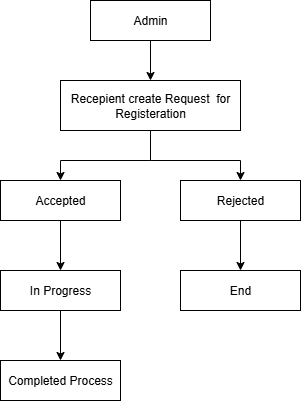 Admin
Recepient create Request for
Registeration
Accepted
Rejected
In Progress
End
Completed Process